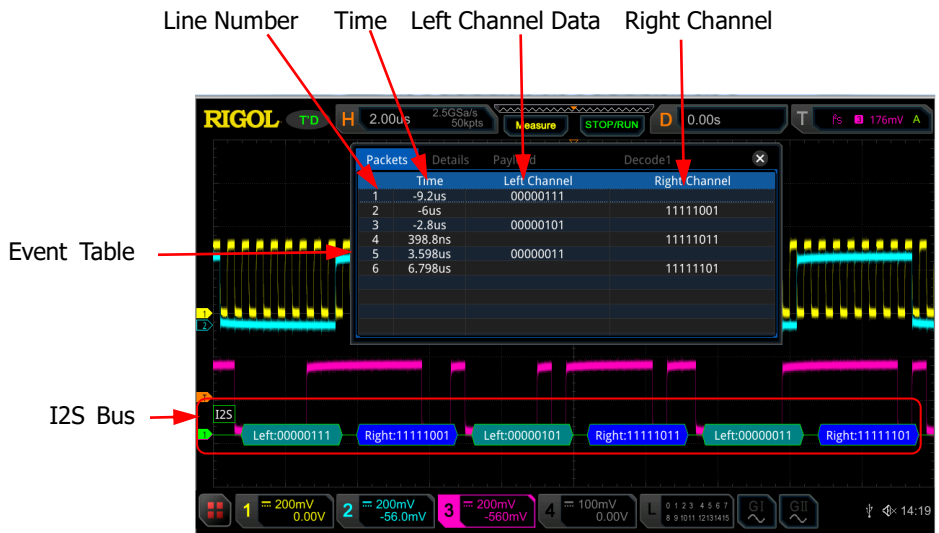 Line Number Time Left Channel Data Right Channel
RIGOL T'D H 2.00us 2.5GSa/s 50kpts Measure STOP/RUN D 0.00s T I²S 3 176mV A
Packets Details Decode1
Time Left Channel Right Channel
1 -9.2us 00000111
2 -6us 11111001
3 -2.8us 00000101
4 398.8ns 11111011
5 3.598us 00000011
6 6.798us 11111101
Event Table
1
2
I2S Bus
I2S
1 Left:00000111 Right:11111001 Left:00000101 Right:11111011 Left:00000011 Right:11111101
1 200mV 0.00V
2 200mV -56.0mV
3 200mV -560mV
4 100mV 0.00V
L 0 1 2 3 4 5 6 7
8 9 10 11 12 13 14 15
GI GII 14:19